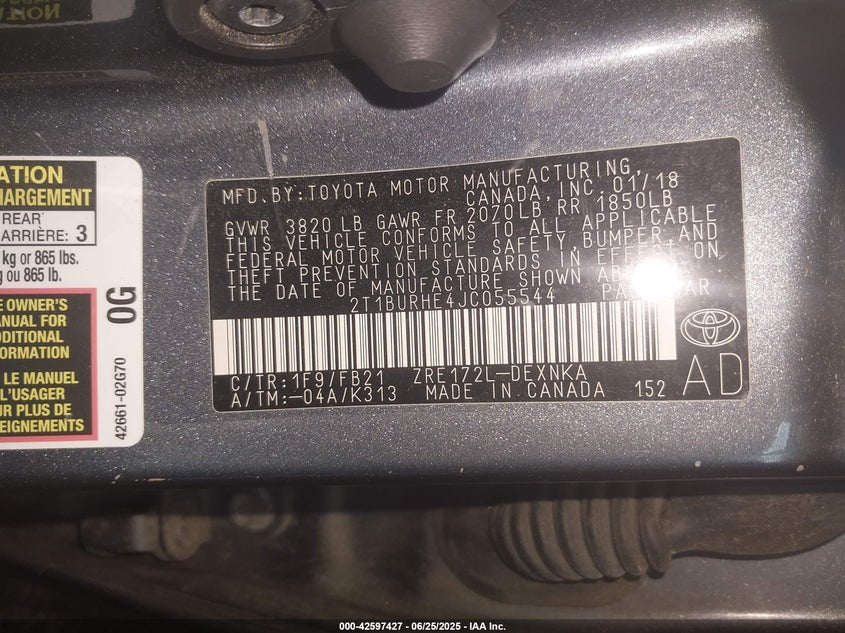 ATION
HARGEMENT
REAR
ARRIÈRE: 3
kg or 865 lbs.
g ou 865 lb.
E OWNER'S
ANUAL FOR
DDITIONAL
FORMATION
LE MANUEL
L'USAGER
UR PLUS DE
EIGNEMENTS
0G
42661-02G70
MFD.BY:TOYOTA MOTOR MANUFACTURING,
CANADA, INC. 01/18
GVWR 3820 LB GAWR FR 2070LB RR 1850LB
THIS VEHICLE CONFORMS TO ALL APPLICABLE
FEDERAL MOTOR VEHICLE SAFETY, BUMPER AND
THEFT PREVENTION STANDARDS IN EFFECT ON
THE DATE OF MANUFACTURE SHOWN
2T1BURHE4JC055544
C/TR:1F9/FB21 ZRE172L-DEXNKA
A/TM:-04A/K313 MADE IN CANADA 152
AD
000-42597427 - 06/25/2025 - IAA Inc.